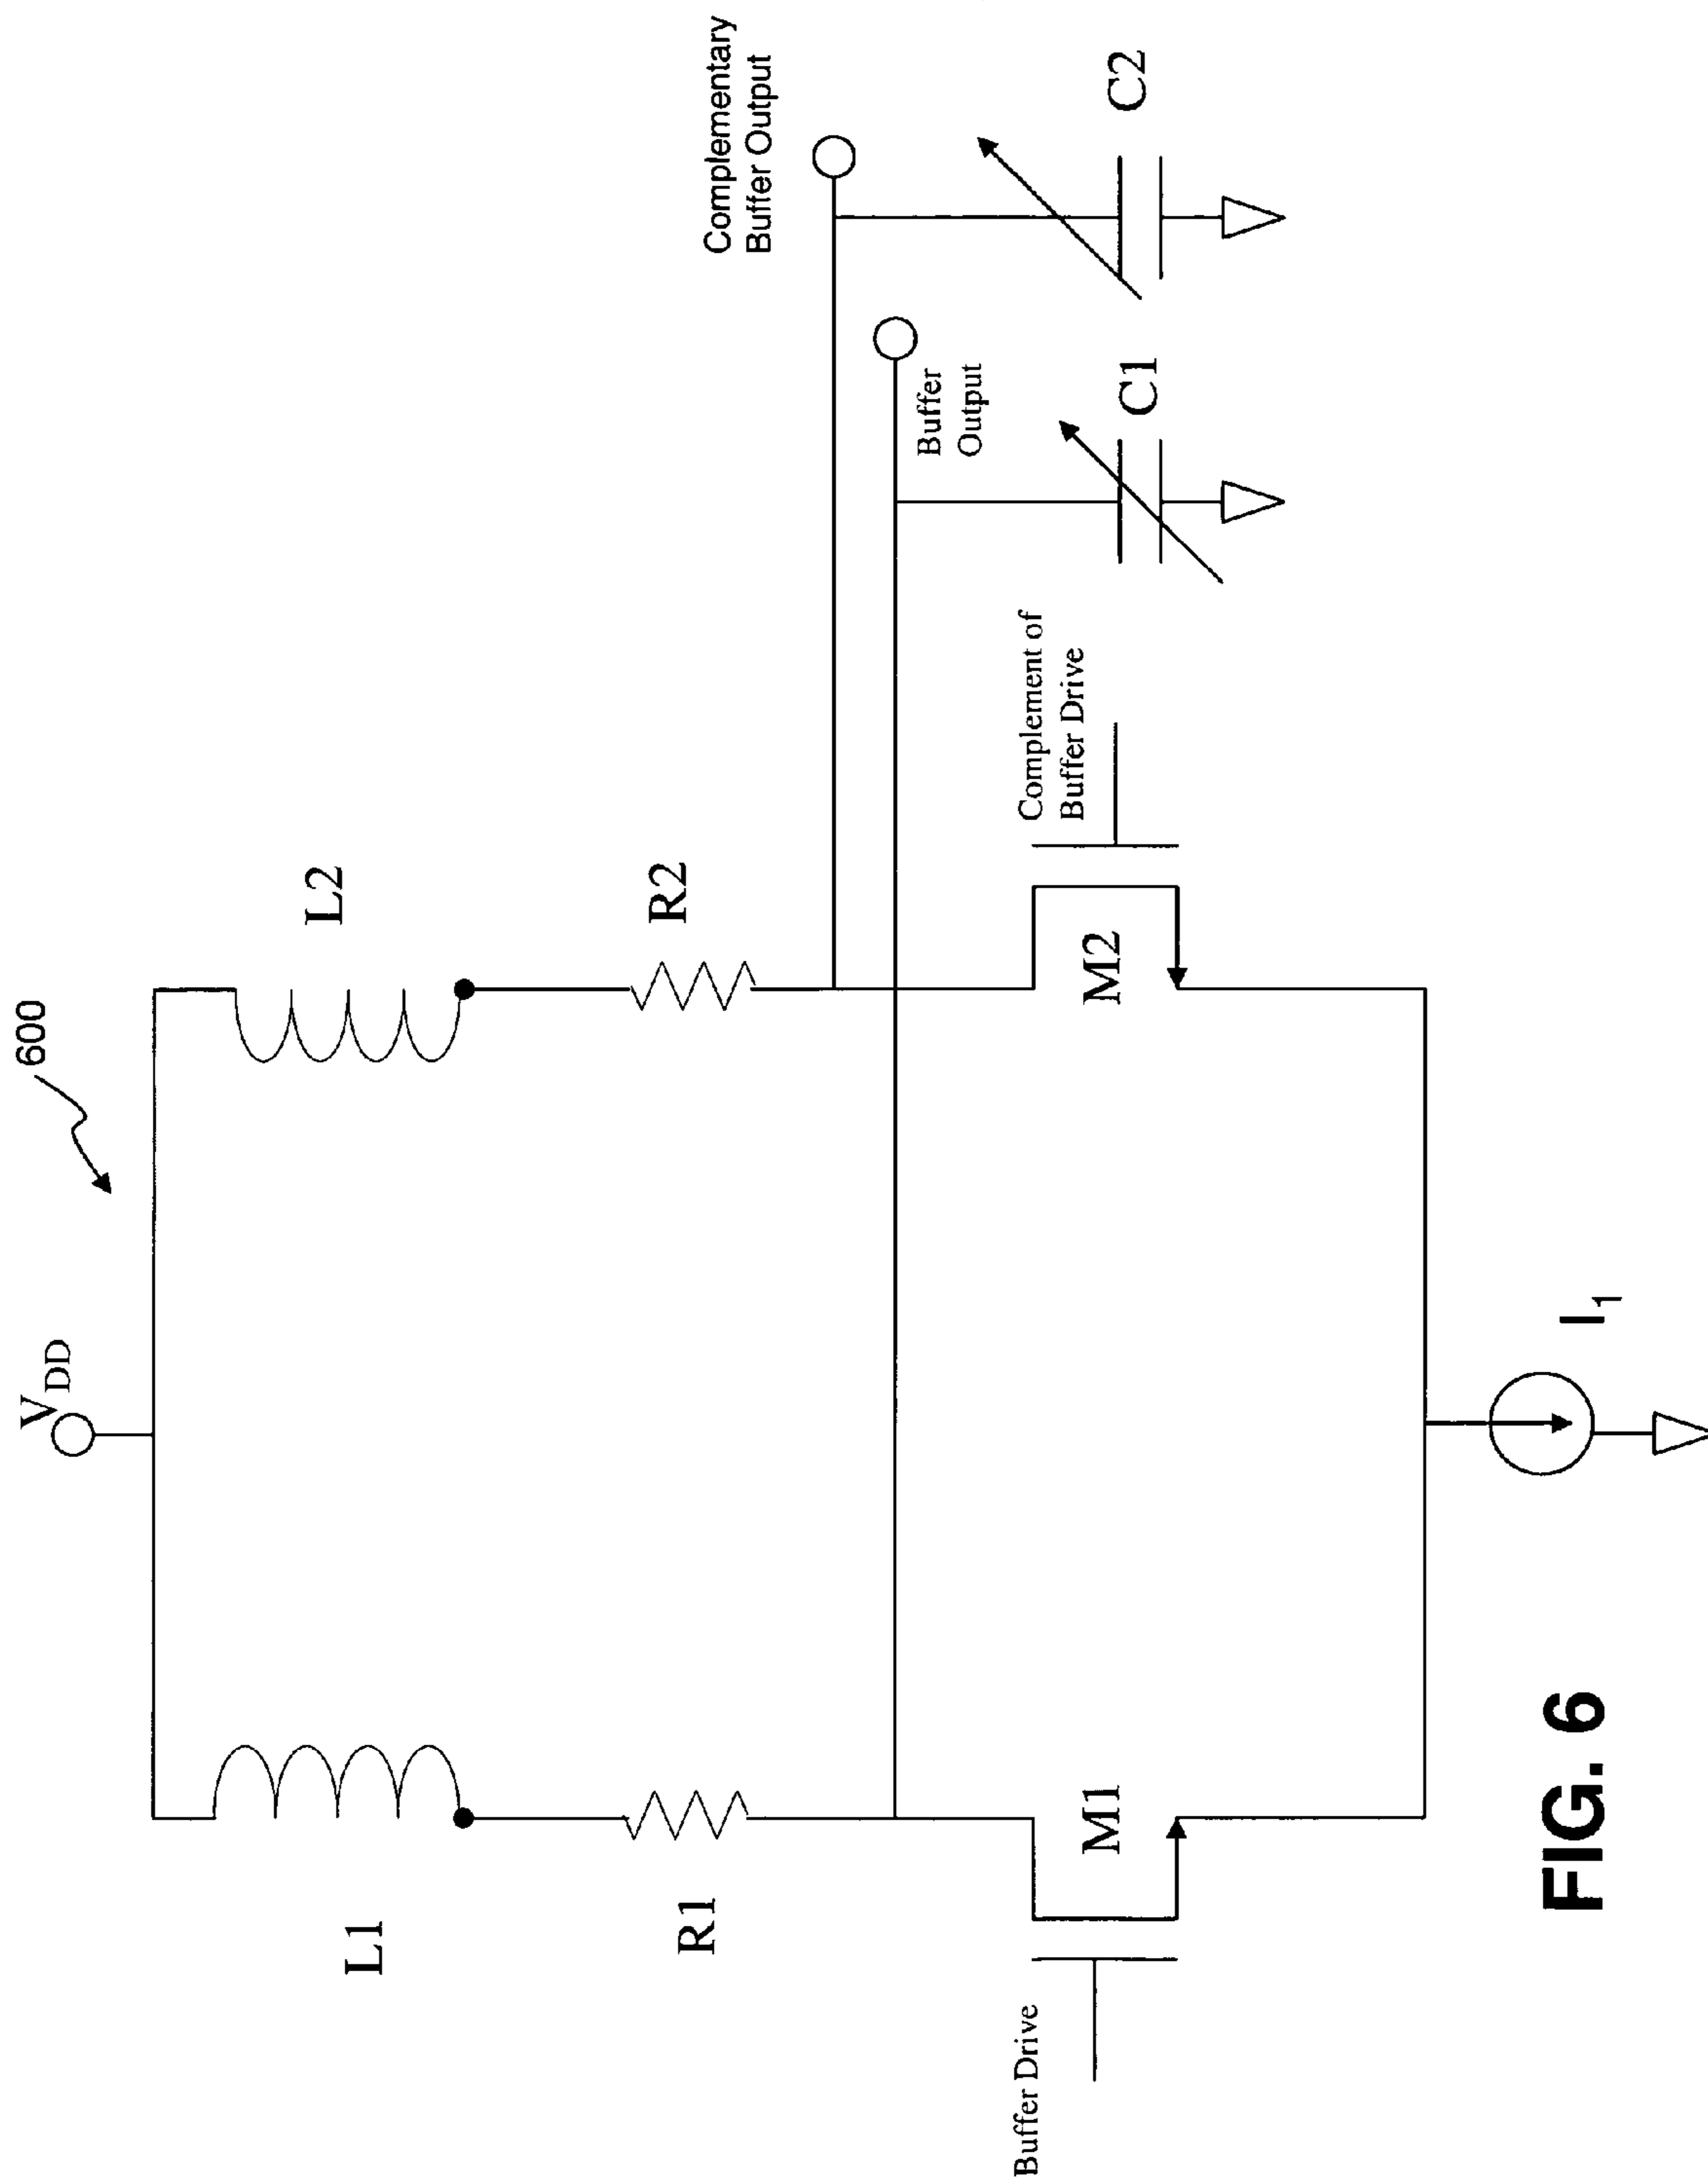 600
V DD
L1
L2
R1
R2
Complementary
Buffer Output
Buffer
Output
Buffer Drive
M1
M2
Complement of
Buffer Drive
C1
C2
I1
FIG. 6